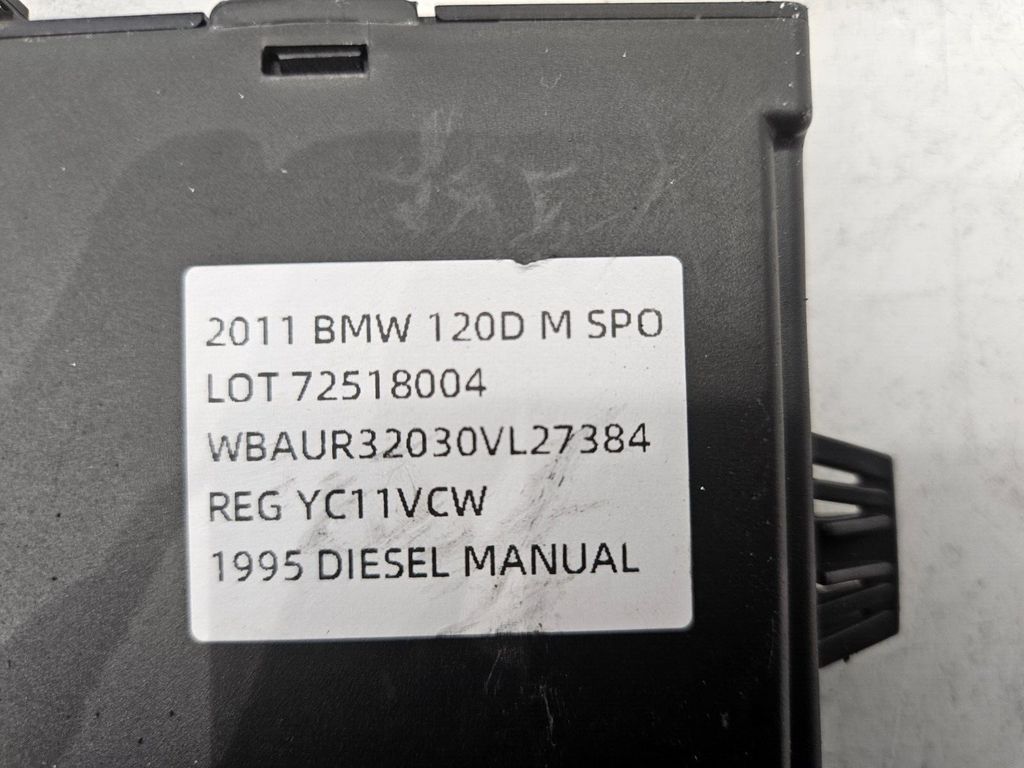 2011 BMW 120D M SPO
LOT 72518004
WBAUR32030VL27384
REG YC11VCW
1995 DIESEL MANUAL